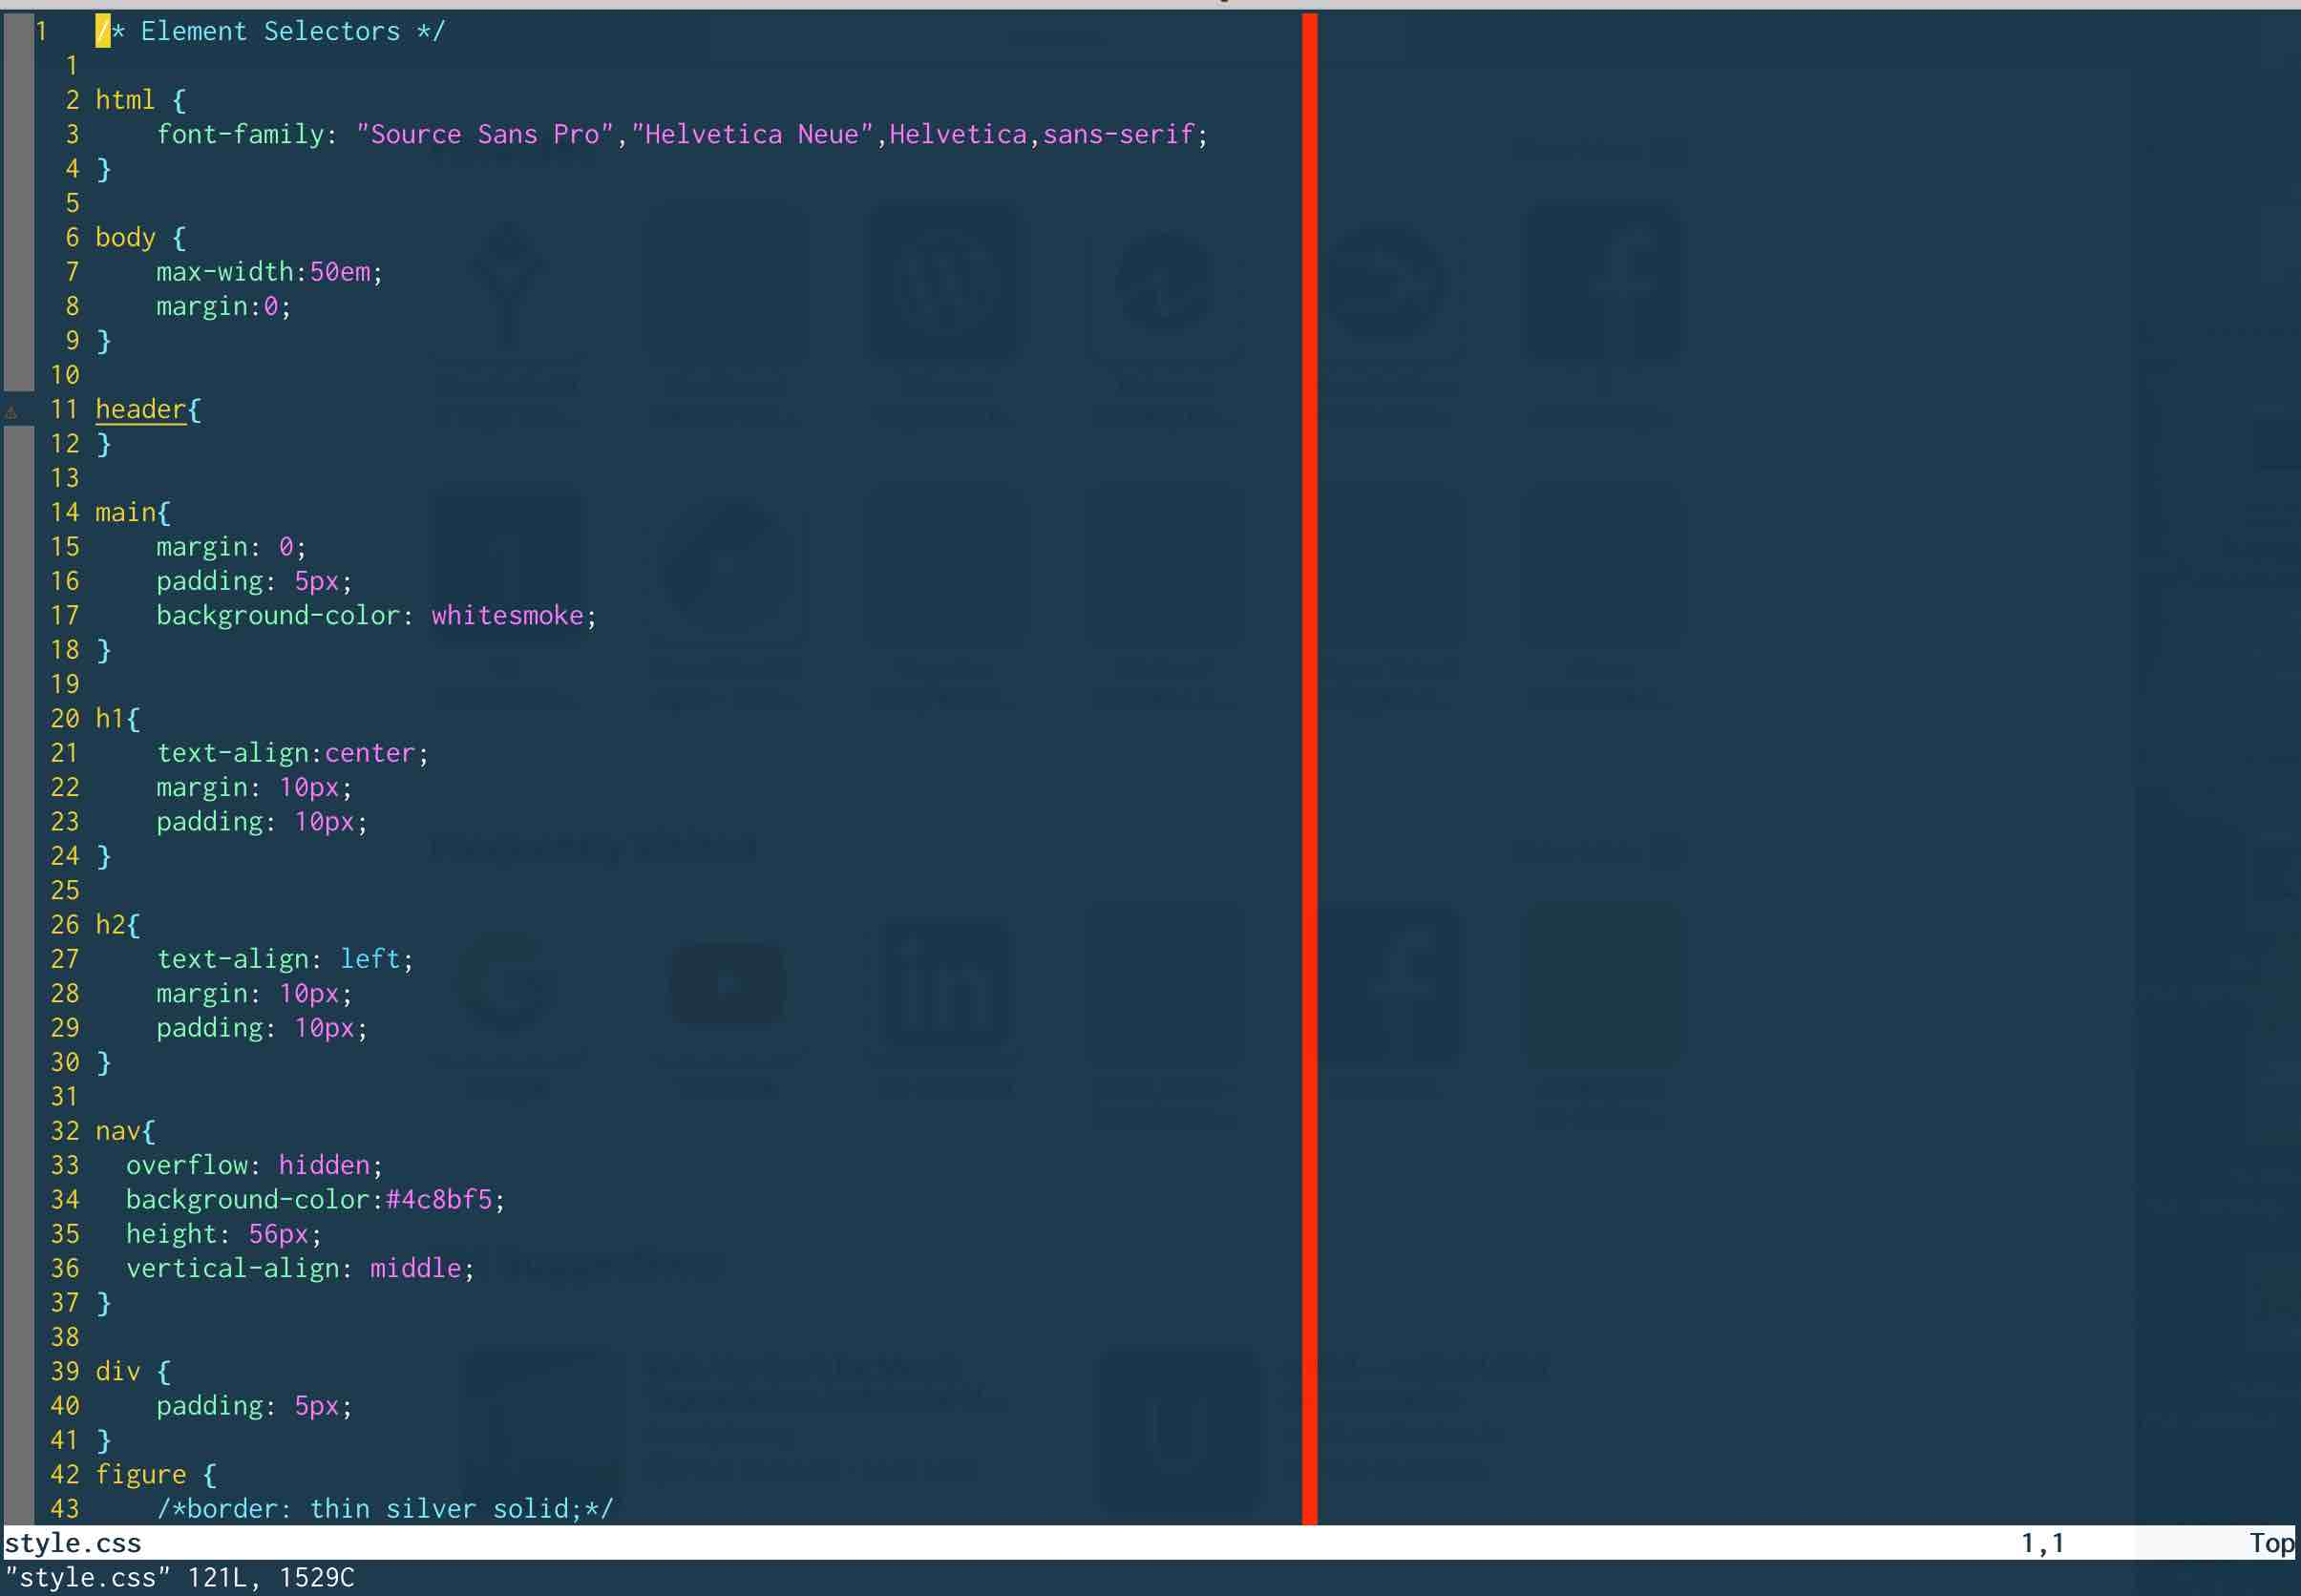 1 /* Element Selectors */
1
2 html {
3     font-family: "Source Sans Pro","Helvetica Neue",Helvetica,sans-serif;
4 }
5
6 body {
7     max-width:50em;
8     margin:0;
9 }
10
⚠ 11 header{
12 }
13
14 main{
15     margin: 0;
16     padding: 5px;
17     background-color: whitesmoke;
18 }
19
20 h1{
21     text-align:center;
22     margin: 10px;
23     padding: 10px;
24 }
25
26 h2{
27     text-align: left;
28     margin: 10px;
29     padding: 10px;
30 }
31
32 nav{
33   overflow: hidden;
34   background-color:#4c8bf5;
35   height: 56px;
36   vertical-align: middle;
37 }
38
39 div {
40     padding: 5px;
41 }
42 figure {
43     /*border: thin silver solid;*/
style.css 1,1 Top
"style.css" 121L, 1529C